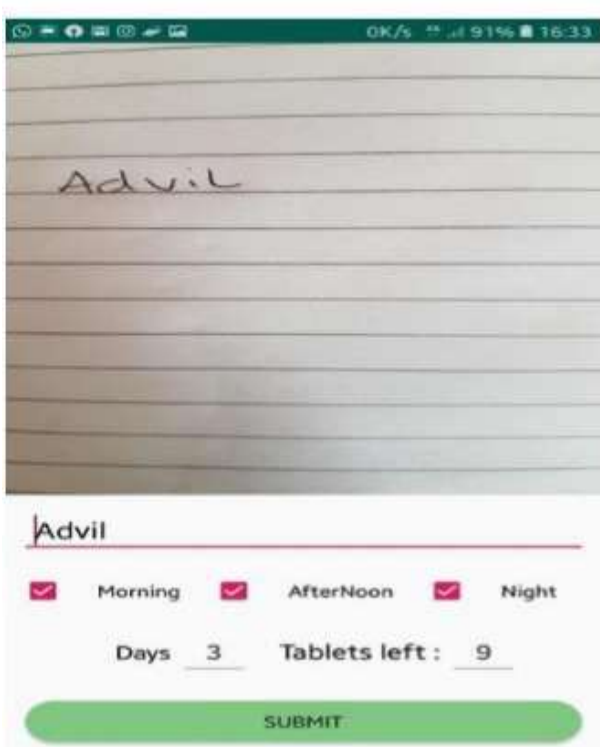 0K/s 91% 16:33
Advil
Advil
Morning AfterNoon Night
Days 3 Tablets left : 9
SUBMIT